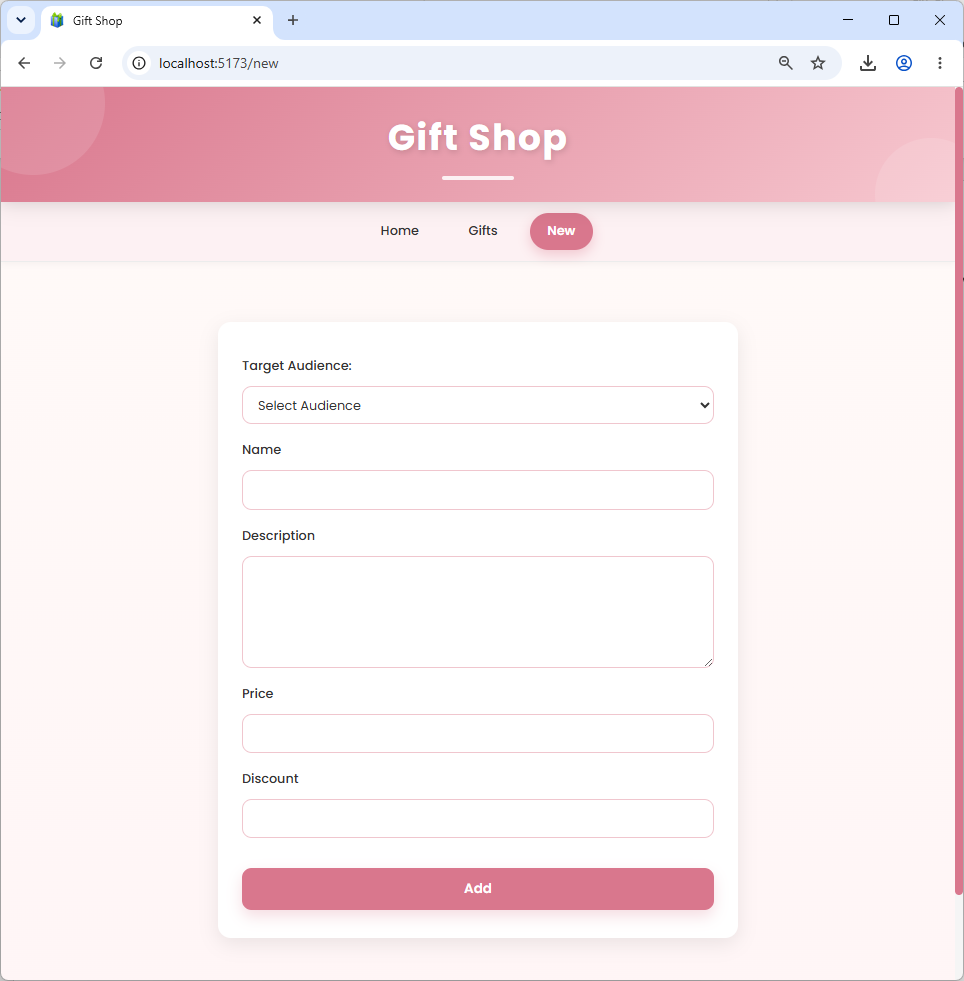 Gift Shop
localhost:5173/new
Gift Shop
Home Gifts New
Target Audience:
Select Audience
Name
Description
Price
Discount
Add